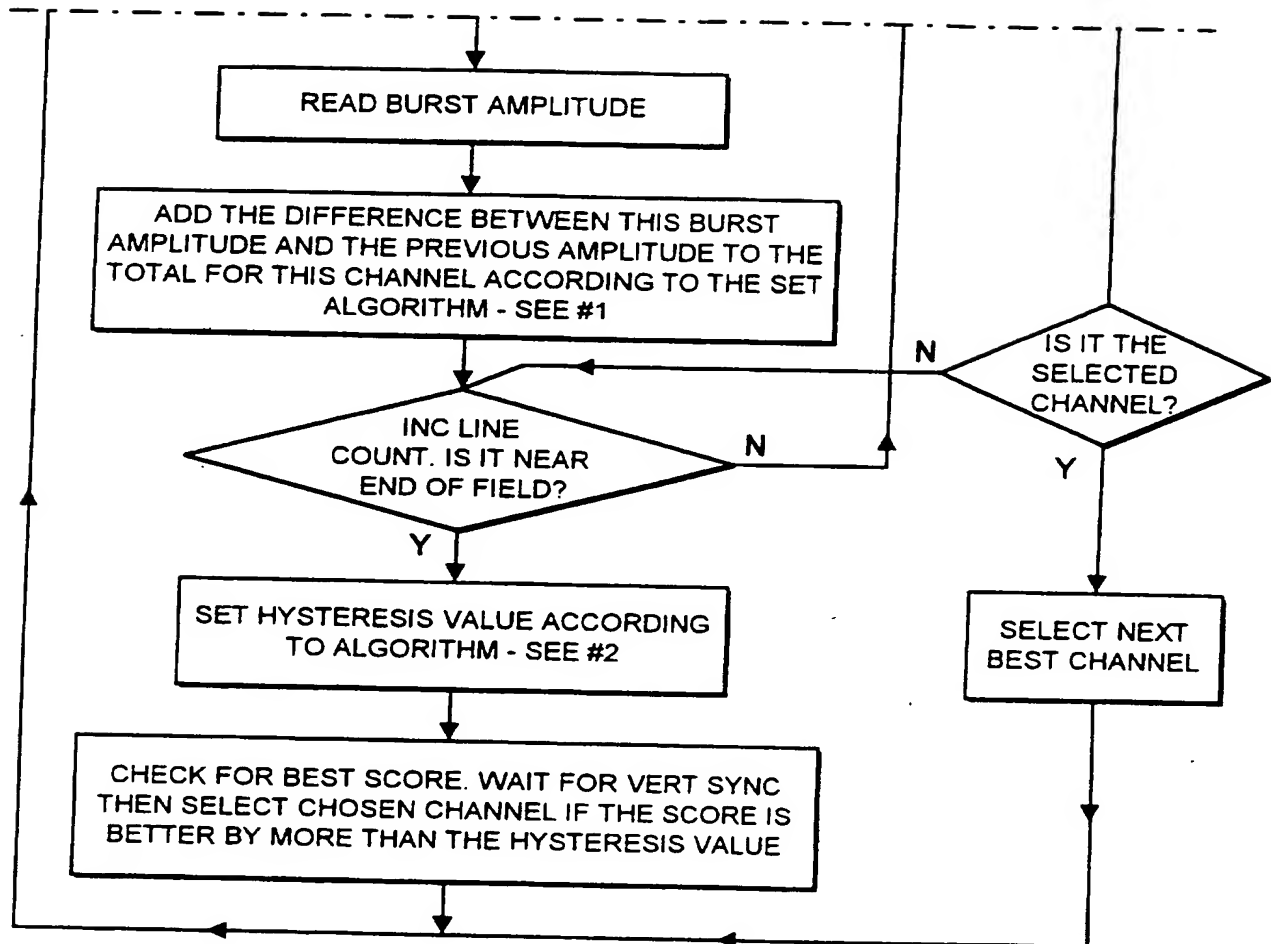 READ BURST AMPLITUDE
ADD THE DIFFERENCE BETWEEN THIS BURST
AMPLITUDE AND THE PREVIOUS AMPLITUDE TO THE
TOTAL FOR THIS CHANNEL ACCORDING TO THE SET
ALGORITHM - SEE #1
N
IS IT THE
SELECTED
CHANNEL?
Y
INC LINE
COUNT. IS IT NEAR
END OF FIELD?
N
Y
SET HYSTERESIS VALUE ACCORDING
TO ALGORITHM - SEE #2
SELECT NEXT
BEST CHANNEL
CHECK FOR BEST SCORE. WAIT FOR VERT SYNC
THEN SELECT CHOSEN CHANNEL IF THE SCORE IS
BETTER BY MORE THAN THE HYSTERESIS VALUE